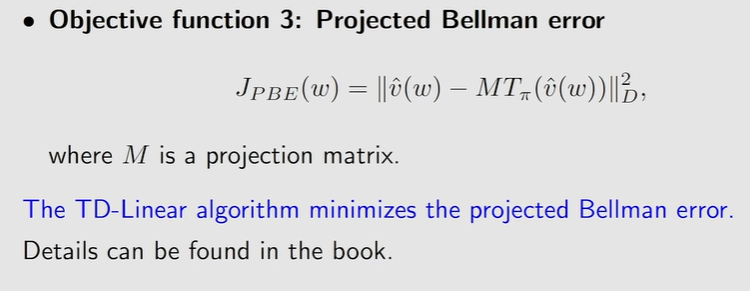 • Objective function 3: Projected Bellman error
J_{PBE}(w) = \|\hat{v}(w) - MT_\pi(\hat{v}(w))\|_D^2,
where M is a projection matrix.
The TD-Linear algorithm minimizes the projected Bellman error.
Details can be found in the book.